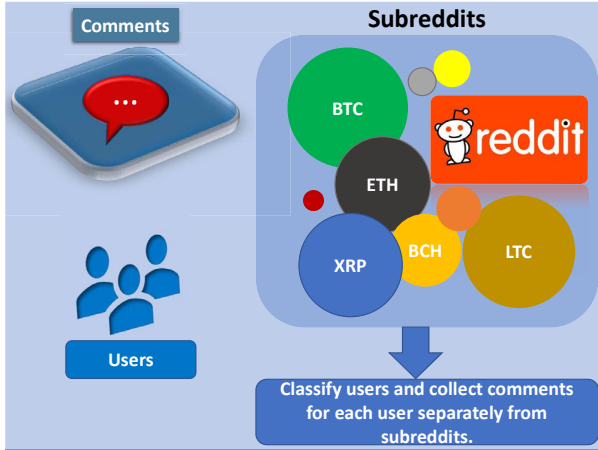 Comments
Subreddits
...
BTC
reddit
ETH
XRP
BCH
LTC
Users
Classify users and collect comments
for each user separately from
subreddits.